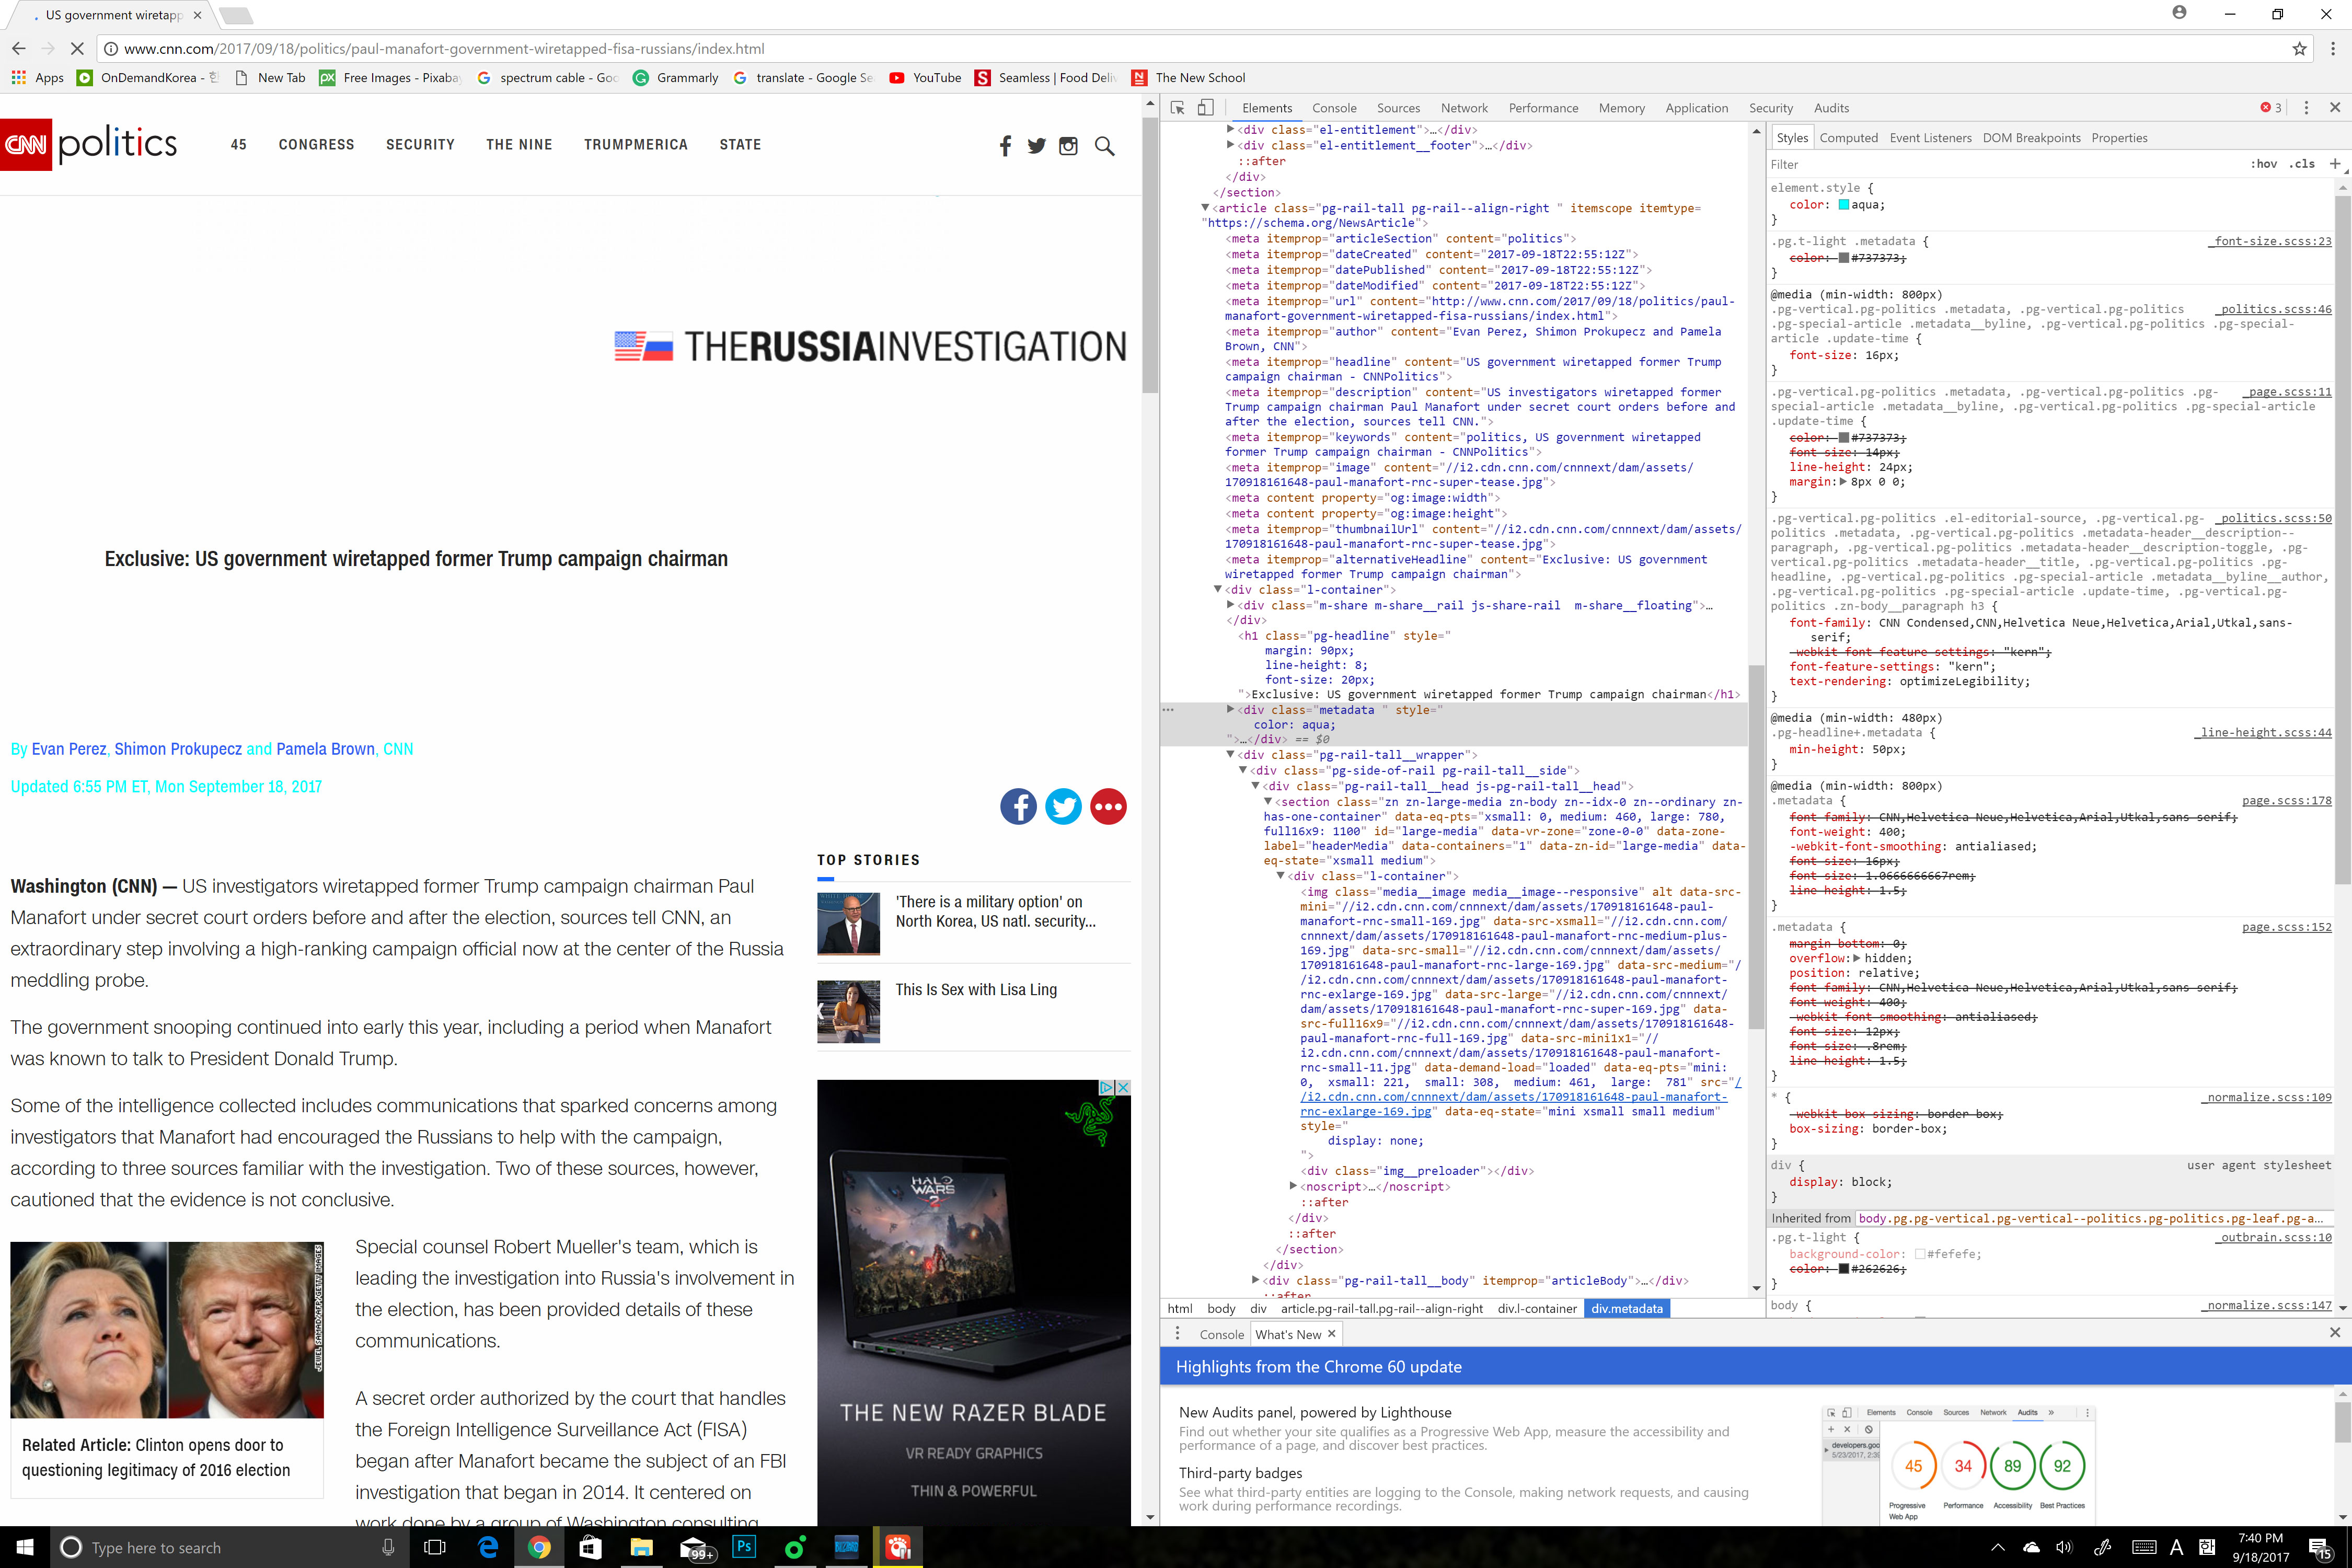 US government wiretapp
www.cnn.com/2017/09/18/politics/paul-manafort-government-wiretapped-fisa-russians/index.html
Apps OnDemandKorea - 한 New Tab Free Images - Pixaba spectrum cable - Goo Grammarly translate - Google Se YouTube Seamless | Food Deliv The New School
CNN politics 45 CONGRESS SECURITY THE NINE TRUMPMERICA STATE
THERUSSIAINVESTIGATION
Exclusive: US government wiretapped former Trump campaign chairman
By Evan Perez, Shimon Prokupecz and Pamela Brown, CNN
Updated 6:55 PM ET, Mon September 18, 2017
Washington (CNN) — US investigators wiretapped former Trump campaign chairman Paul
Manafort under secret court orders before and after the election, sources tell CNN, an
extraordinary step involving a high-ranking campaign official now at the center of the Russia
meddling probe.
The government snooping continued into early this year, including a period when Manafort
was known to talk to President Donald Trump.
Some of the intelligence collected includes communications that sparked concerns among
investigators that Manafort had encouraged the Russians to help with the campaign,
according to three sources familiar with the investigation. Two of these sources, however,
cautioned that the evidence is not conclusive.
JEWEL SAMAD/AFP/GETTY IMAGES
Related Article: Clinton opens door to
questioning legitimacy of 2016 election
Special counsel Robert Mueller's team, which is
leading the investigation into Russia's involvement in
the election, has been provided details of these
communications.
A secret order authorized by the court that handles
the Foreign Intelligence Surveillance Act (FISA)
began after Manafort became the subject of an FBI
investigation that began in 2014. It centered on
work done by a group of Washington consulting
TOP STORIES
'There is a military option' on
North Korea, US natl. security...
This Is Sex with Lisa Ling
HALO
WARS
2
THE NEW RAZER BLADE
VR READY GRAPHICS
THIN & POWERFUL
Elements Console Sources Network Performance Memory Application Security Audits 3
▶<div class="el-entitlement">…</div>
▶<div class="el-entitlement__footer">…</div>
::after
</div>
</section>
▼<article class="pg-rail-tall pg-rail--align-right " itemscope itemtype=
"https://schema.org/NewsArticle">
<meta itemprop="articleSection" content="politics">
<meta itemprop="dateCreated" content="2017-09-18T22:55:12Z">
<meta itemprop="datePublished" content="2017-09-18T22:55:12Z">
<meta itemprop="dateModified" content="2017-09-18T22:55:12Z">
<meta itemprop="url" content="http://www.cnn.com/2017/09/18/politics/paul-
manafort-government-wiretapped-fisa-russians/index.html">
<meta itemprop="author" content="Evan Perez, Shimon Prokupecz and Pamela
Brown, CNN">
<meta itemprop="headline" content="US government wiretapped former Trump
campaign chairman - CNNPolitics">
<meta itemprop="description" content="US investigators wiretapped former
Trump campaign chairman Paul Manafort under secret court orders before and
after the election, sources tell CNN.">
<meta itemprop="keywords" content="politics, US government wiretapped
former Trump campaign chairman - CNNPolitics">
<meta itemprop="image" content="//i2.cdn.cnn.com/cnnnext/dam/assets/
170918161648-paul-manafort-rnc-super-tease.jpg">
<meta content property="og:image:width">
<meta content property="og:image:height">
<meta itemprop="thumbnailUrl" content="//i2.cdn.cnn.com/cnnnext/dam/assets/
170918161648-paul-manafort-rnc-super-tease.jpg">
<meta itemprop="alternativeHeadline" content="Exclusive: US government
wiretapped former Trump campaign chairman">
▼<div class="l-container">
▶<div class="m-share m-share__rail js-share-rail  m-share__floating">…
</div>
<h1 class="pg-headline" style="
margin: 90px;
line-height: 8;
font-size: 20px;
">Exclusive: US government wiretapped former Trump campaign chairman</h1>
▶<div class="metadata " style="
color: aqua;
">…</div> == $0
▼<div class="pg-rail-tall__wrapper">
▼<div class="pg-side-of-rail pg-rail-tall__side">
▼<div class="pg-rail-tall__head js-pg-rail-tall__head">
▼<section class="zn zn-large-media zn-body zn--idx-0 zn--ordinary zn-
has-one-container" data-eq-pts="xsmall: 0, medium: 460, large: 780,
full16x9: 1100" id="large-media" data-vr-zone="zone-0-0" data-zone-
label="headerMedia" data-containers="1" data-zn-id="large-media" data-
eq-state="xsmall medium">
▼<div class="l-container">
<img class="media__image media__image--responsive" alt data-src-
mini="//i2.cdn.cnn.com/cnnnext/dam/assets/170918161648-paul-
manafort-rnc-small-169.jpg" data-src-xsmall="//i2.cdn.cnn.com/
cnnnext/dam/assets/170918161648-paul-manafort-rnc-medium-plus-
169.jpg" data-src-small="//i2.cdn.cnn.com/cnnnext/dam/assets/
170918161648-paul-manafort-rnc-large-169.jpg" data-src-medium="/
/i2.cdn.cnn.com/cnnnext/dam/assets/170918161648-paul-manafort-
rnc-exlarge-169.jpg" data-src-large="//i2.cdn.cnn.com/cnnnext/
dam/assets/170918161648-paul-manafort-rnc-super-169.jpg" data-
src-full16x9="//i2.cdn.cnn.com/cnnnext/dam/assets/170918161648-
paul-manafort-rnc-full-169.jpg" data-src-mini1x1="//
i2.cdn.cnn.com/cnnnext/dam/assets/170918161648-paul-manafort-
rnc-small-11.jpg" data-demand-load="loaded" data-eq-pts="mini:
0,  xsmall: 221,  small: 308,  medium: 461,  large:  781" src="/
/i2.cdn.cnn.com/cnnnext/dam/assets/170918161648-paul-manafort-
rnc-exlarge-169.jpg" data-eq-state="mini xsmall small medium"
style="
display: none;
">
<div class="img__preloader"></div>
▶<noscript>…</noscript>
::after
</div>
::after
</section>
</div>
▶<div class="pg-rail-tall__body" itemprop="articleBody">…</div>
::after
html body div article.pg-rail-tall.pg-rail--align-right div.l-container div.metadata
Styles Computed Event Listeners DOM Breakpoints Properties
Filter :hov .cls +
element.style {
color: aqua;
}
.pg.t-light .metadata { _font-size.scss:23
color: #737373;
}
@media (min-width: 800px)
.pg-vertical.pg-politics .metadata, .pg-vertical.pg-politics _politics.scss:46
.pg-special-article .metadata__byline, .pg-vertical.pg-politics .pg-special-
article .update-time {
font-size: 16px;
}
.pg-vertical.pg-politics .metadata, .pg-vertical.pg-politics .pg- _page.scss:11
special-article .metadata__byline, .pg-vertical.pg-politics .pg-special-article
.update-time {
color: #737373;
font-size: 14px;
line-height: 24px;
margin:▶8px 0 0;
}
.pg-vertical.pg-politics .el-editorial-source, .pg-vertical.pg- _politics.scss:50
politics .metadata, .pg-vertical.pg-politics .metadata-header__description--
paragraph, .pg-vertical.pg-politics .metadata-header__description-toggle, .pg-
vertical.pg-politics .metadata-header__title, .pg-vertical.pg-politics .pg-
headline, .pg-vertical.pg-politics .pg-special-article .metadata__byline__author,
.pg-vertical.pg-politics .pg-special-article .update-time, .pg-vertical.pg-
politics .zn-body__paragraph h3 {
font-family: CNN Condensed,CNN,Helvetica Neue,Helvetica,Arial,Utkal,sans-
serif;
-webkit-font-feature-settings: "kern";
font-feature-settings: "kern";
text-rendering: optimizeLegibility;
}
@media (min-width: 480px)
.pg-headline+.metadata { _line-height.scss:44
min-height: 50px;
}
@media (min-width: 800px)
.metadata { page.scss:178
font-family: CNN,Helvetica Neue,Helvetica,Arial,Utkal,sans-serif;
font-weight: 400;
-webkit-font-smoothing: antialiased;
font-size: 16px;
font-size: 1.0666666667rem;
line-height: 1.5;
}
.metadata { page.scss:152
margin-bottom: 0;
overflow:▶hidden;
position: relative;
font-family: CNN,Helvetica Neue,Helvetica,Arial,Utkal,sans-serif;
font-weight: 400;
-webkit-font-smoothing: antialiased;
font-size: 12px;
font-size: .8rem;
line-height: 1.5;
}
* { _normalize.scss:109
-webkit-box-sizing: border-box;
box-sizing: border-box;
}
div { user agent stylesheet
display: block;
}
Inherited from body.pg.pg-vertical.pg-vertical--politics.pg-politics.pg-leaf.pg-a…
.pg.t-light { _outbrain.scss:10
background-color: #fefefe;
color: #262626;
}
body { _normalize.scss:147
Console What's New
Highlights from the Chrome 60 update
New Audits panel, powered by Lighthouse
Find out whether your site qualifies as a Progressive Web App, measure the accessibility and
performance of a page, and discover best practices.
Third-party badges
See what third-party entities are logging to the Console, making network requests, and causing
work during performance recordings.
Elements Console Sources Network Audits »
developers.goo
5/23/2017, 2:3
45 34 89 92
Progressive Performance Accessibility Best Practices
Web App
Type here to search 99+ Ps A 한 7:40 PM
9/18/2017 15